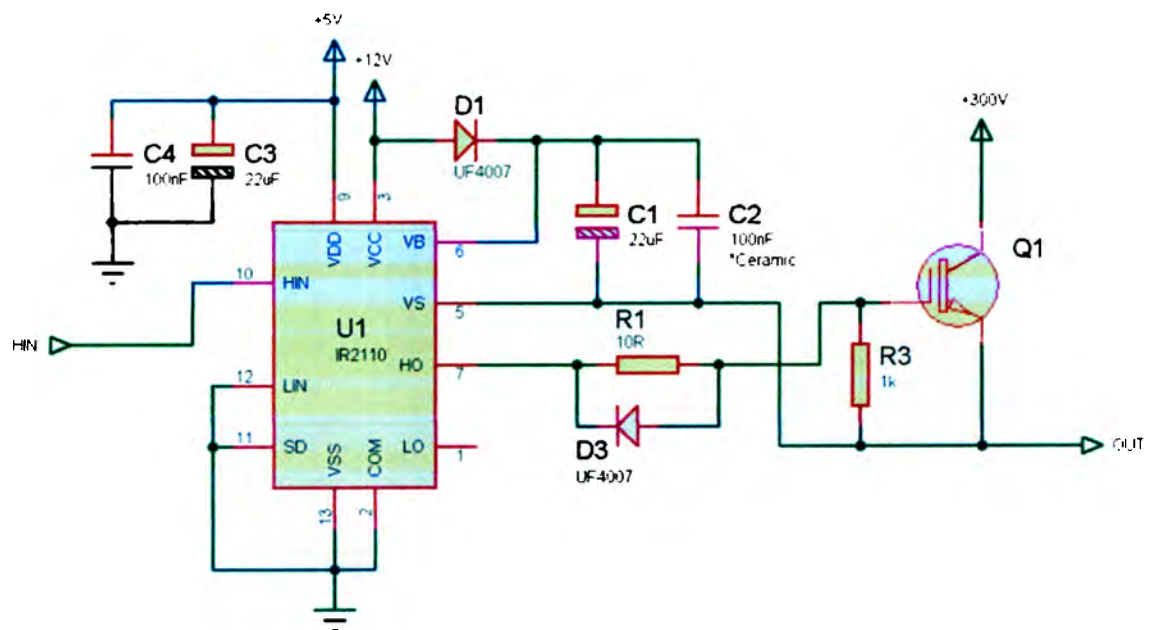 +5V
+12V
D1
UF4007
+300V
C4
100nF
C3
22uF
9
3
VDD
VCC
VB
6
C1
22uF
C2
100nF
*Ceramic
Q1
10
HIN
VS
5
U1
IR2110
R1
10R
HIN
HO
7
R3
1k
12
LIN
11
SD
VSS
COM
LO
1
D3
UF4007
OUT
13
2